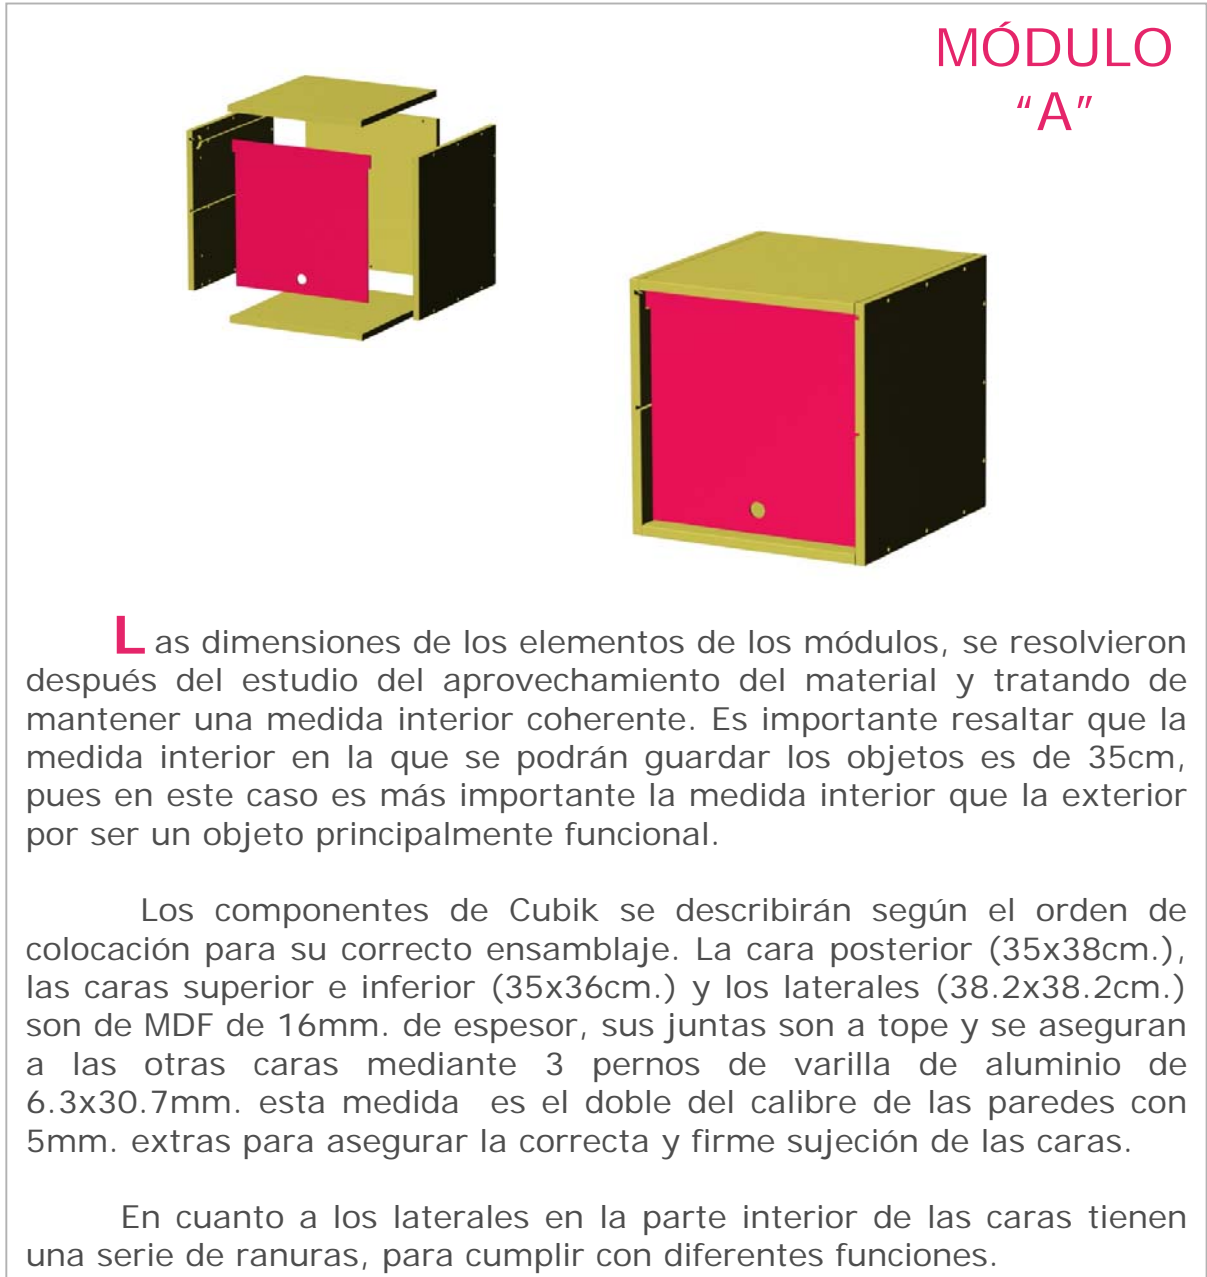 MÓDULO
“A”
Las dimensiones de los elementos de los módulos, se resolvieron
después del estudio del aprovechamiento del material y tratando de
mantener una medida interior coherente. Es importante resaltar que la
medida interior en la que se podrán guardar los objetos es de 35cm,
pues en este caso es más importante la medida interior que la exterior
por ser un objeto principalmente funcional.
Los componentes de Cubik se describirán según el orden de
colocación para su correcto ensamblaje. La cara posterior (35x38cm.),
las caras superior e inferior (35x36cm.) y los laterales (38.2x38.2cm.)
son de MDF de 16mm. de espesor, sus juntas son a tope y se aseguran
a las otras caras mediante 3 pernos de varilla de aluminio de
6.3x30.7mm. esta medida es el doble del calibre de las paredes con
5mm. extras para asegurar la correcta y firme sujeción de las caras.
En cuanto a los laterales en la parte interior de las caras tienen
una serie de ranuras, para cumplir con diferentes funciones.